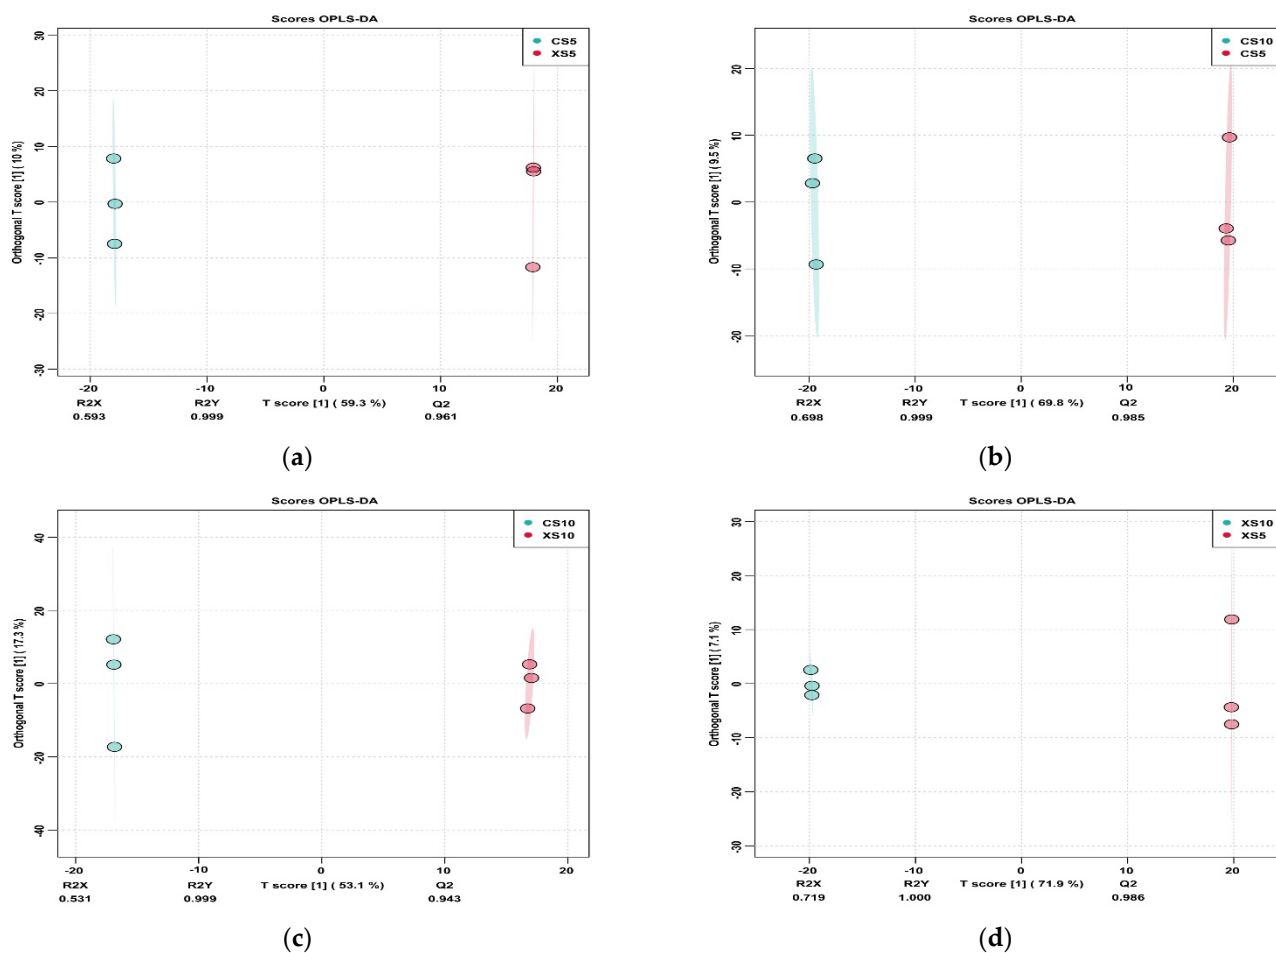 Scores OPLS-DA
CS5
XS5
Orthogonal T score [1] ( 10 %)
30
20
10
0
-10
-20
-30
-20 -10 0 10 20
R2X R2Y T score [1] ( 59.3 %) Q2
0.593 0.999 0.961
(a)
Scores OPLS-DA
CS10
CS5
Orthogonal T score [1] ( 9.5 %)
20
10
0
-10
-20
-20 -10 0 10 20
R2X R2Y T score [1] ( 69.8 %) Q2
0.698 0.999 0.985
(b)
Scores OPLS-DA
CS10
XS10
Orthogonal T score [1] ( 17.3 %)
40
20
0
-20
40
-20 -10 0 10 20
R2X R2Y T score [1] ( 53.1 %) Q2
0.531 0.999 0.943
(c)
Scores OPLS-DA
XS10
XS5
Orthogonal T score [1] ( 7.1 %)
30
20
10
0
-10
-20
-30
-20 -10 0 10 20
R2X R2Y T score [1] ( 71.9 %) Q2
0.719 1.000 0.986
(d)